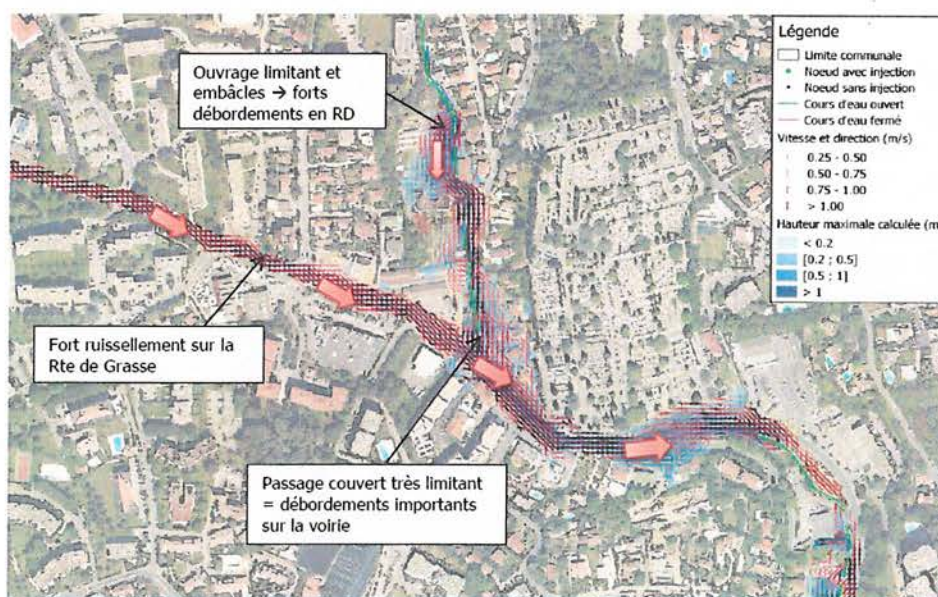 Ouvrage limitant et
embâcles → forts
débordements en RD
Fort ruissellement sur la
Rte de Grasse
Passage couvert très limitant
= débordements importants
sur la voirie
Légende
Limite communale
Noeud avec injection
Noeud sans injection
Cours d'eau ouvert
Cours d'eau fermé
Vitesse et direction (m/s)
0.25 - 0.50
0.50 - 0.75
0.75 - 1.00
> 1.00
Hauteur maximale calculée (m
< 0.2
[0.2 ; 0.5]
[0.5 ; 1]
> 1